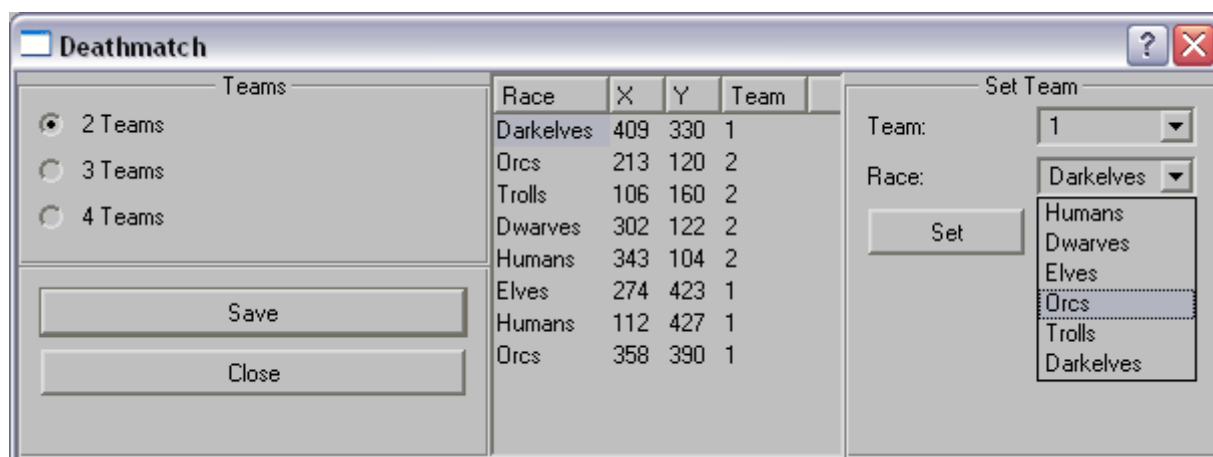 Deathmatch
Teams
2 Teams
3 Teams
4 Teams
Save
Close
Race X Y Team
Darkelves 409 330 1
Orcs 213 120 2
Trolls 106 160 2
Dwarves 302 122 2
Humans 343 104 2
Elves 274 423 1
Humans 112 427 1
Orcs 358 390 1
Set Team
Team: 1
Race: Darkelves
Set
Humans
Dwarves
Elves
Orcs
Trolls
Darkelves